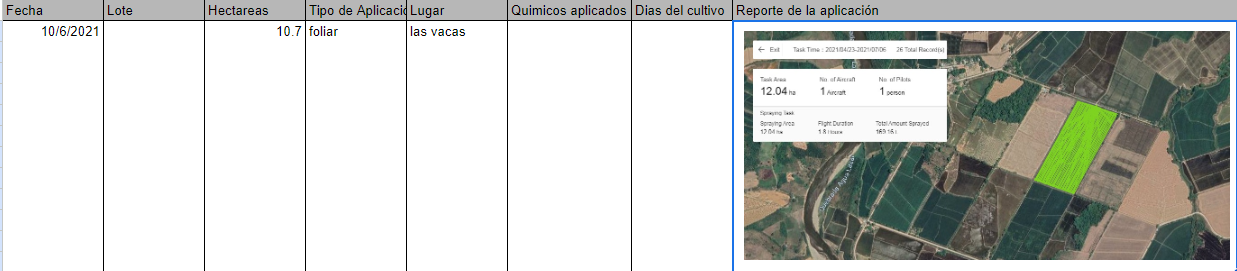 Fecha Lote Hectareas Tipo de Aplicació Lugar Quimicos aplicados Dias del cultivo Reporte de la aplicación
10/6/2021 10.7 foliar las vacas
← Exit Task Time : 2021/04/23-2021/07/06 26 Total Record(s)
Task Area No. of Aircraft No. of Pilots
12.04 ha 1 Aircraft 1 person
Spraying Task
Spraying Area Flight Duration Total Amount Sprayed
12.04 ha 1.8 Hours 169.16 L